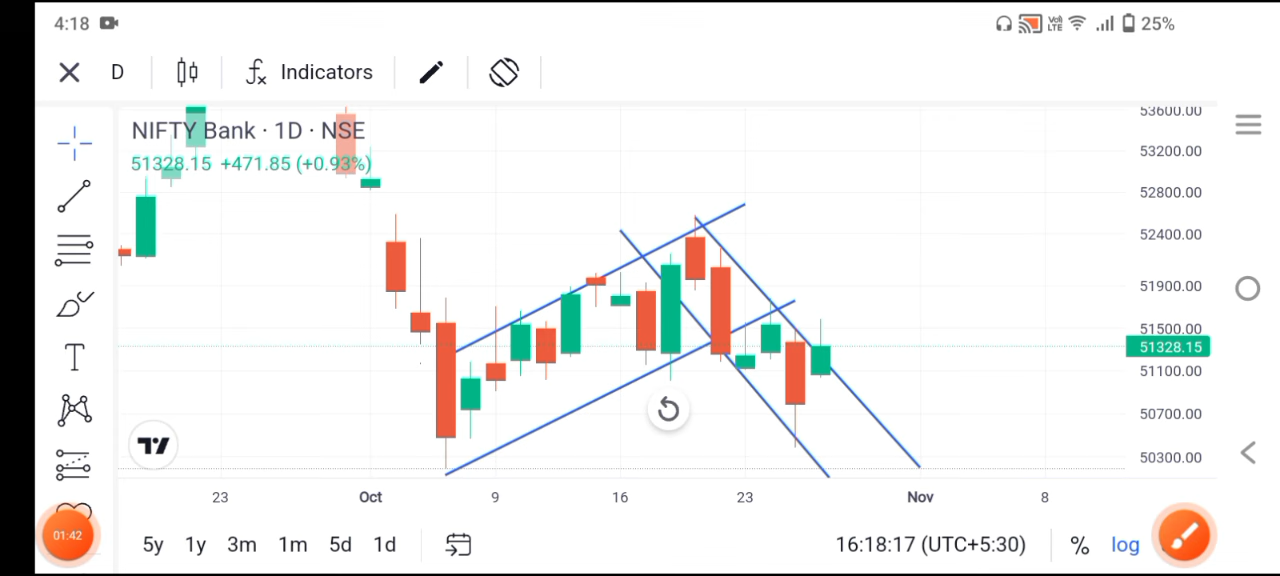 4:18 Vo) LTE 25%
D Indicators
NIFTY Bank · 1D · NSE
51328.15 +471.85 (+0.93%)
53600.00
53200.00
52800.00
52400.00
51900.00
51500.00
51328.15
51100.00
50700.00
50300.00
T
23 Oct 9 16 23 Nov 8
01:42
5y 1y 3m 1m 5d 1d 16:18:17 (UTC+5:30) % log